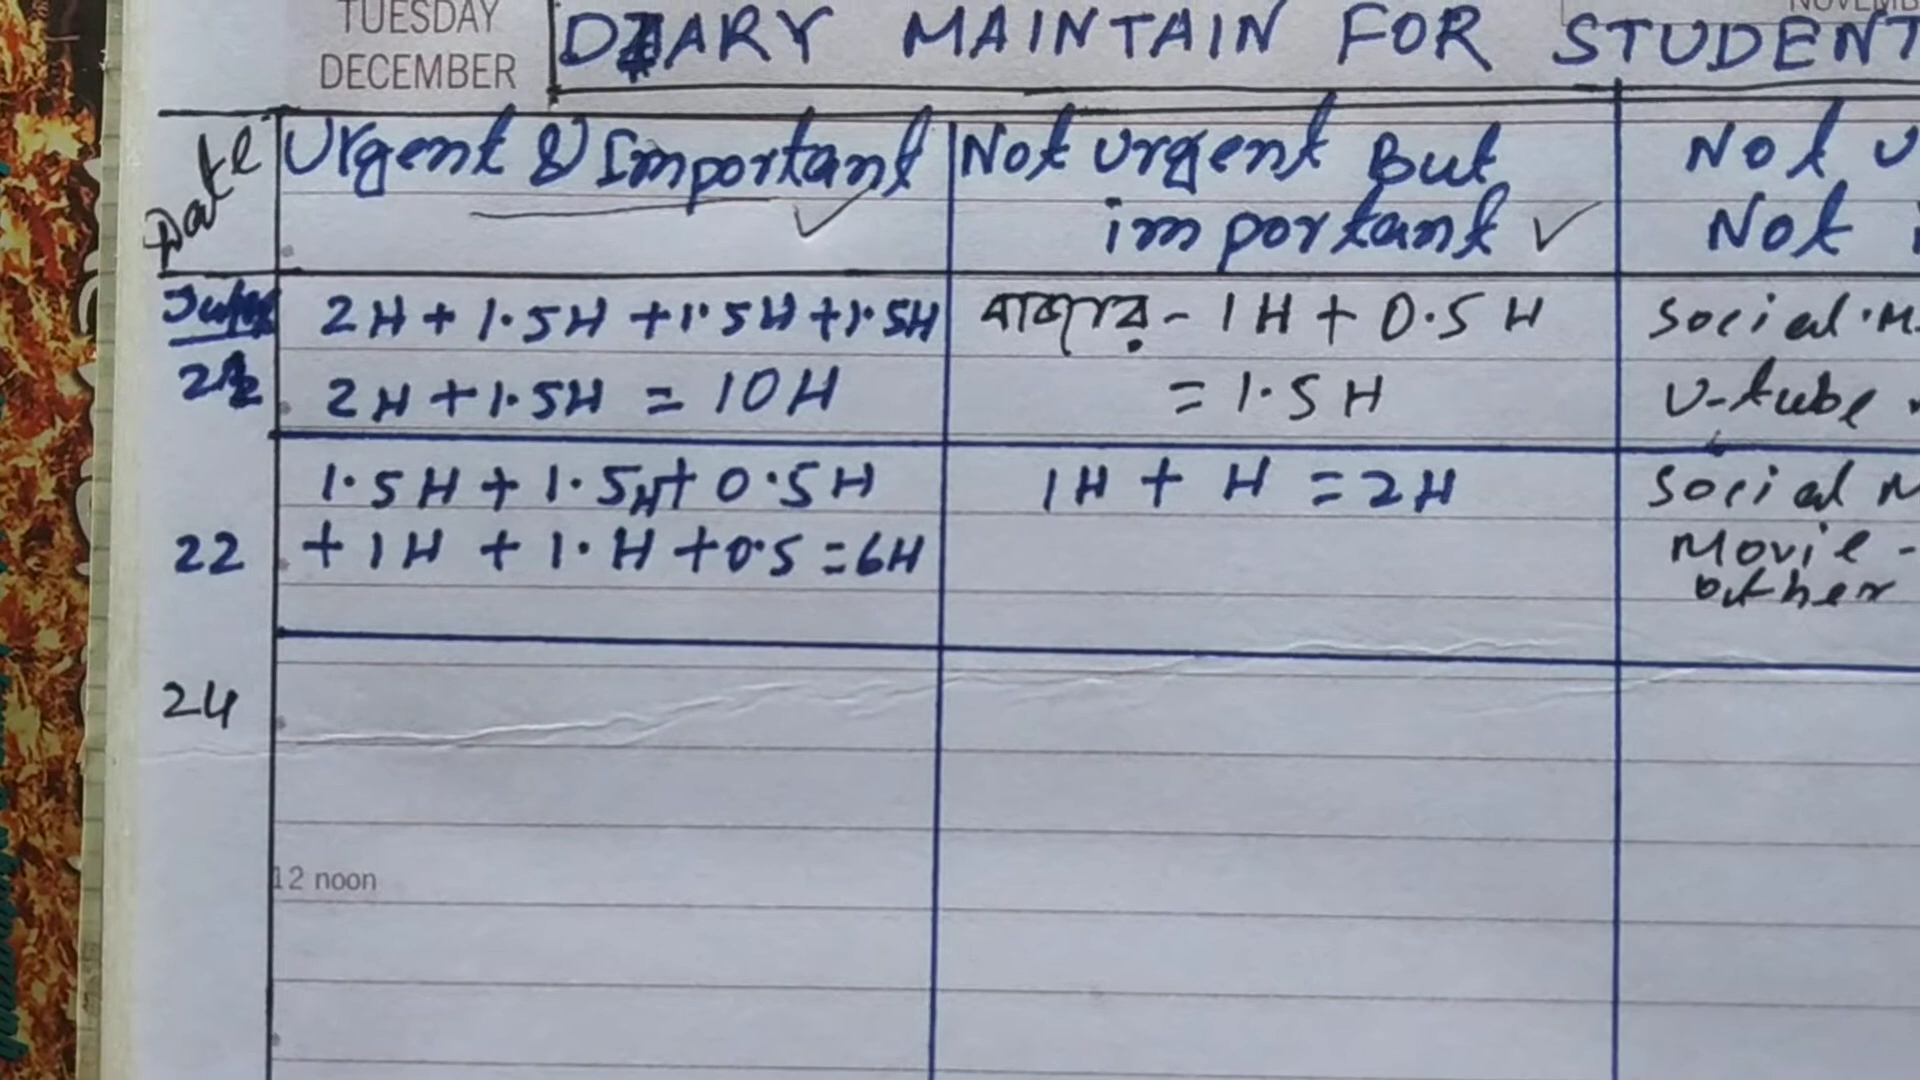 TUESDAY
DECEMBER
DIARY MAINTAIN FOR STUDENT
Date
Urgent & Important
Not urgent But
important
Not U
Not
2H + 1.5H + 1.5H + 1.5H
2H + 1.5H = 10H
বাজার - 1H + 0.5H
= 1.5H
Social M
U-tube
22
1.5H + 1.5H + 0.5H
+ 1H + 1.H + 0.5 = 6H
1H + H = 2H
Social M
Movie -
other
24
12 noon